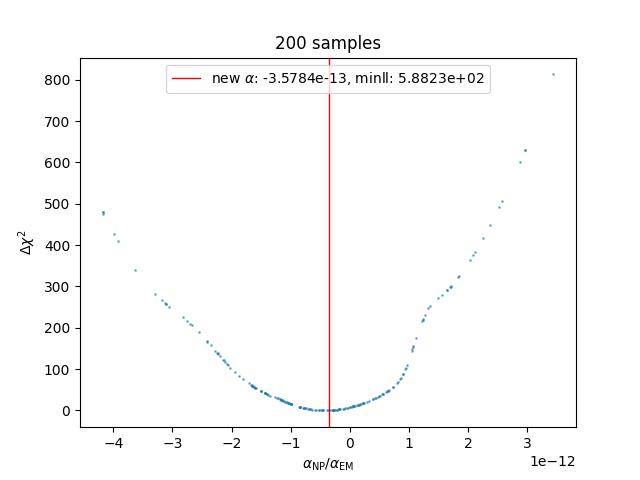 200 samples
new α: -3.5784e-13, minll: 5.8823e+02
Δχ²
800
700
600
500
400
300
200
100
0
−4 −3 −2 −1 0 1 2 3
1e−12
α_NP/α_EM